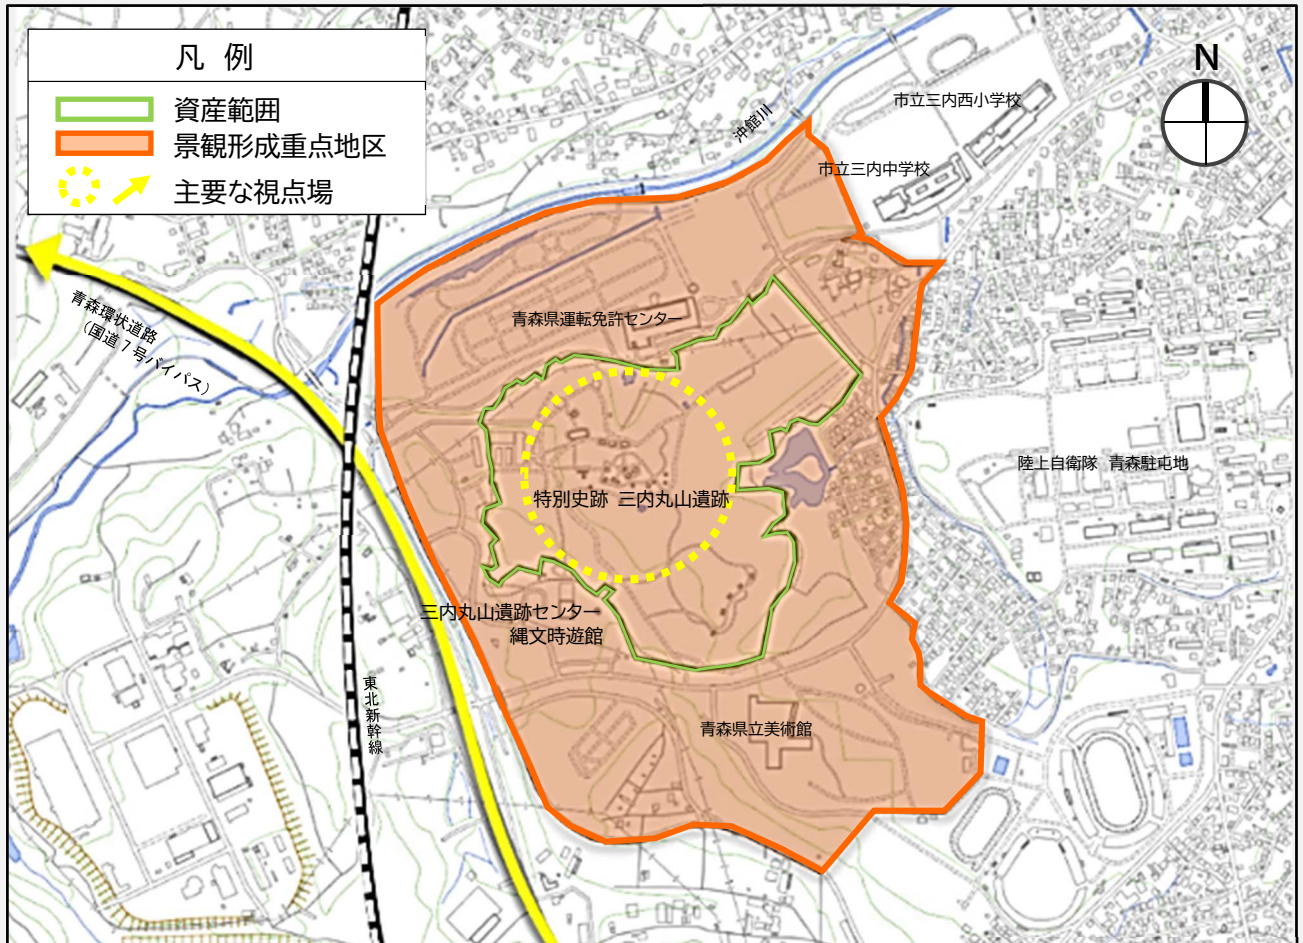 凡 例
資産範囲
景観形成重点地区
主要な視点場
N
市立三内西小学校
沖館川
市立三内中学校
青森環状道路
(国道7号バイパス)
青森県運転免許センター
陸上自衛隊 青森駐屯地
特別史跡 三内丸山遺跡
三内丸山遺跡センター
縄文時遊館
東北新幹線
青森県立美術館